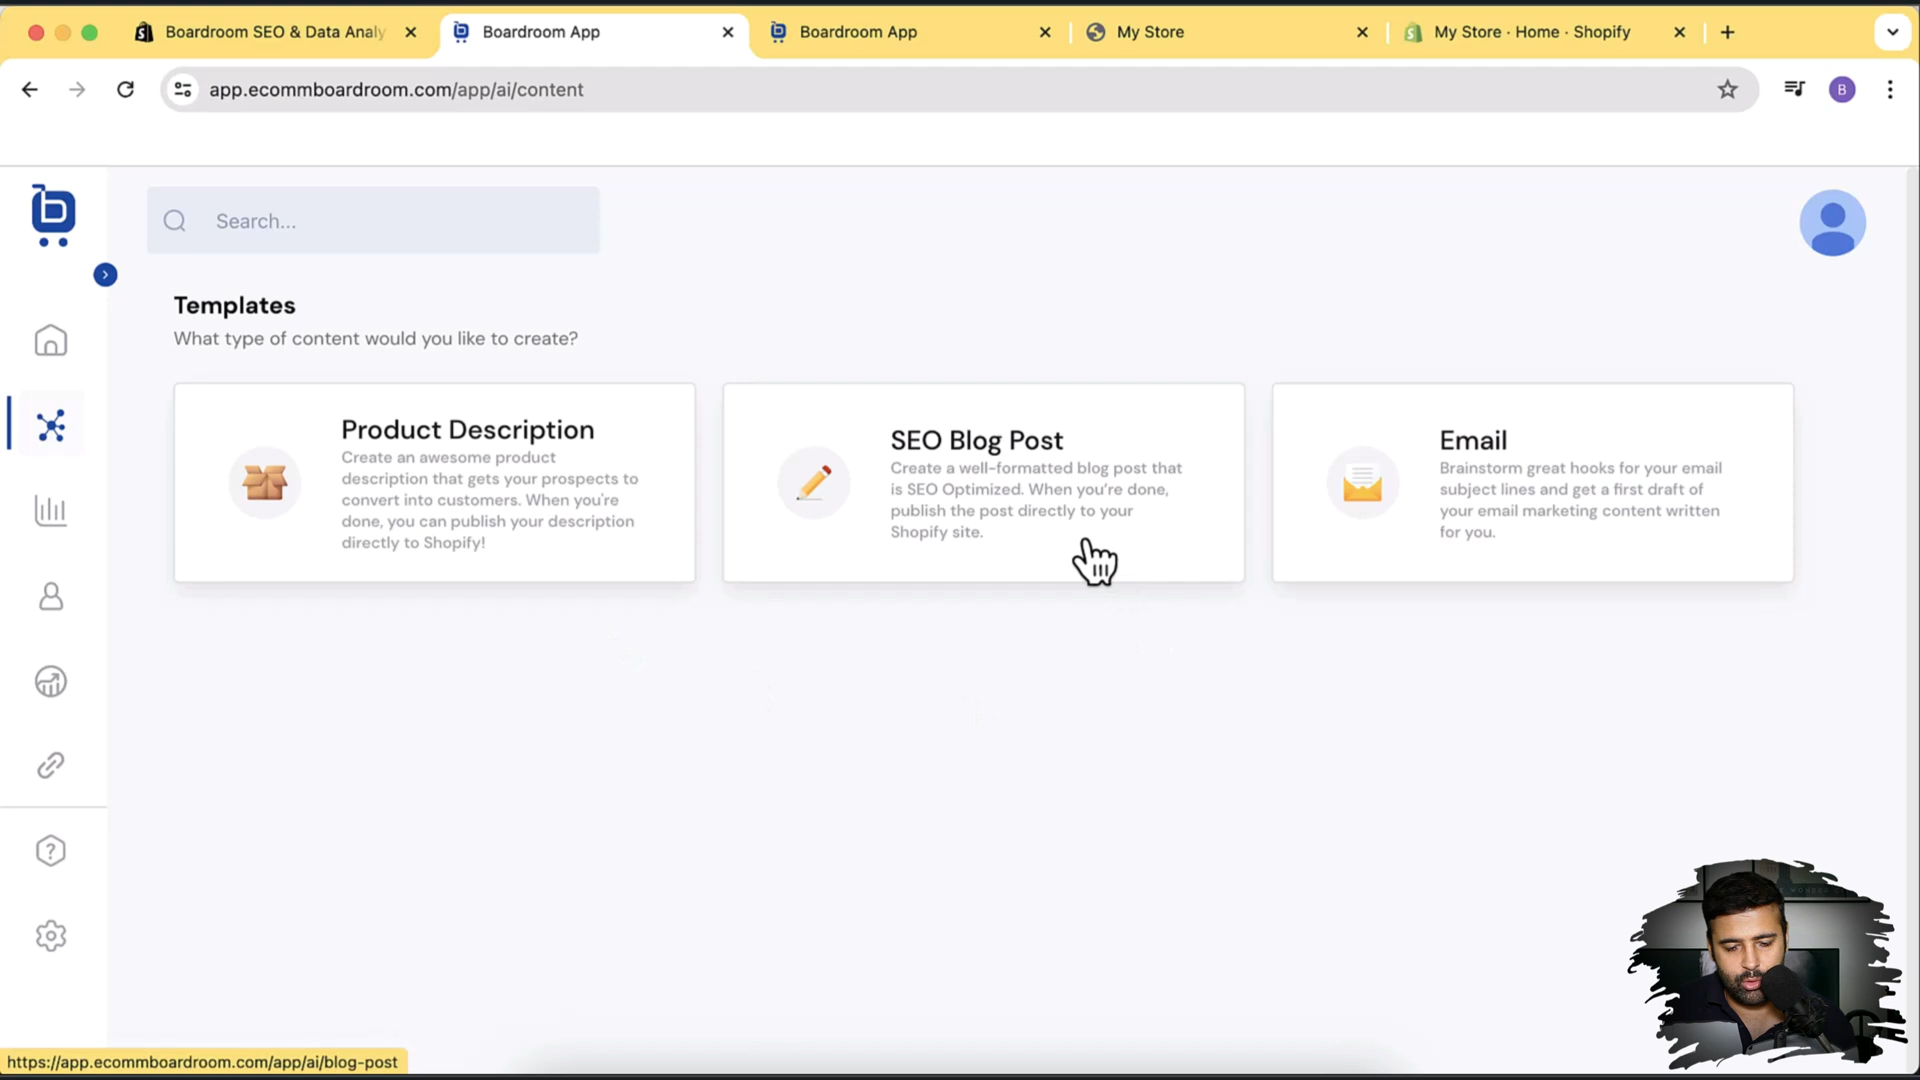 Boardroom SEO & Data Analy
Boardroom App
Boardroom App
My Store
My Store · Home · Shopify
app.ecommboardroom.com/app/ai/content
B
b
Search...
Templates
What type of content would you like to create?
Product Description
Create an awesome product
description that gets your prospects to
convert into customers. When you're
done, you can publish your description
directly to Shopify!
SEO Blog Post
Create a well-formatted blog post that
is SEO Optimized. When you're done,
publish the post directly to your
Shopify site.
Email
Brainstorm great hooks for your email
subject lines and get a first draft of
your email marketing content written
for you.
https://app.ecommboardroom.com/app/ai/blog-post